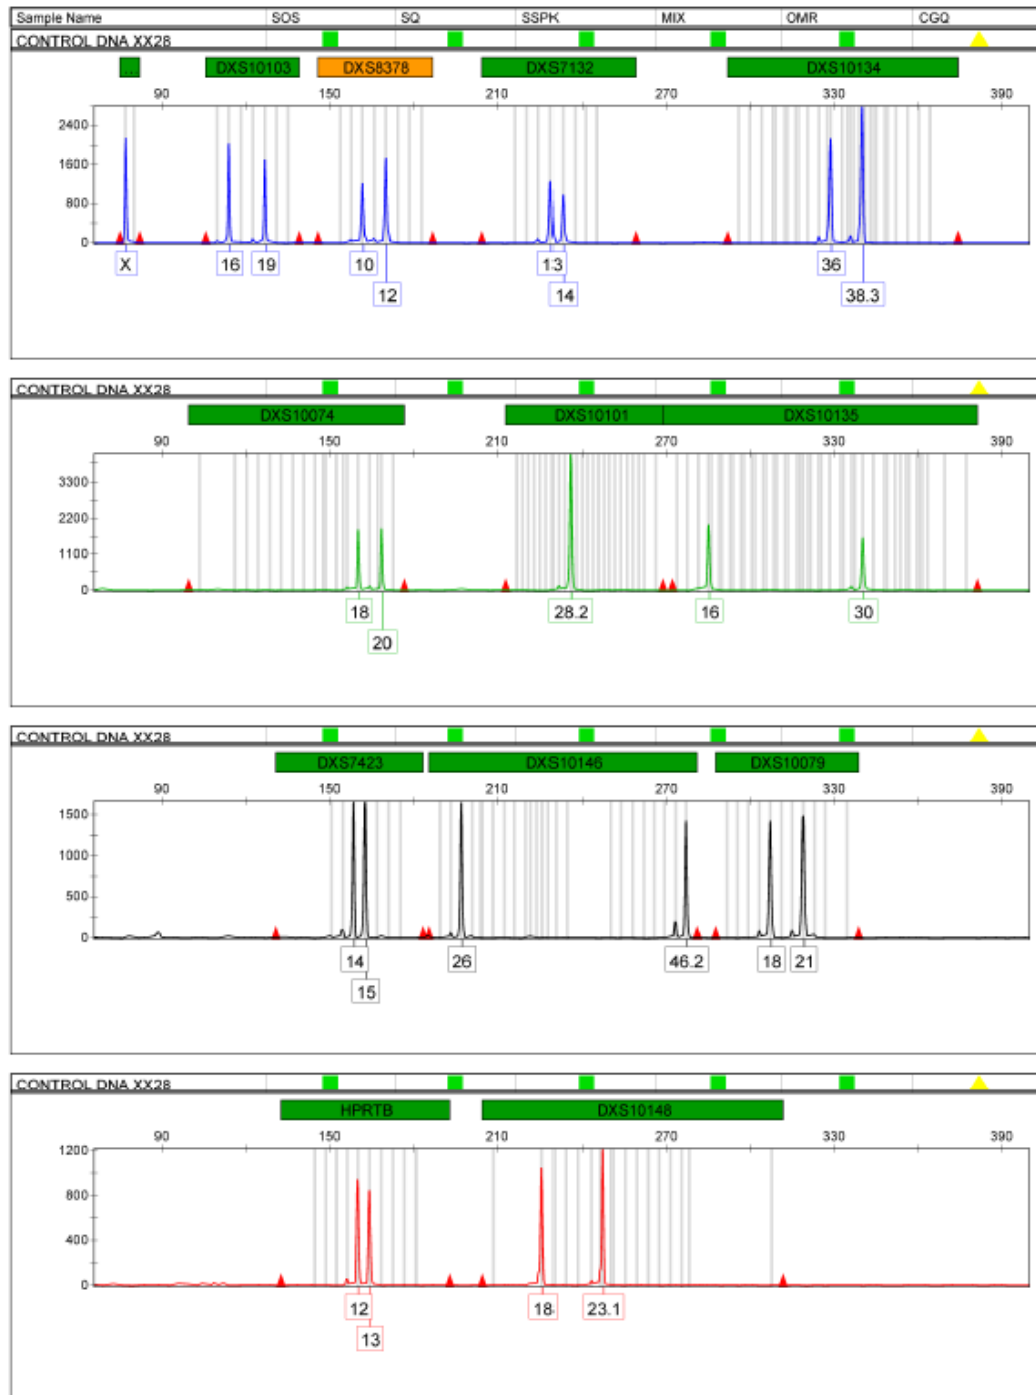 Sample Name SOS SQ SSPK MIX OMR CGQ
CONTROL DNA XX28
... DXS10103 DXS8378 DXS7132 DXS10134
90 150 210 270 330 390
2400
1600
800
0
X 16 19 10 13 36
12 14 38.3
CONTROL DNA XX28
DXS10074 DXS10101 DXS10135
90 150 210 270 330 390
3300
2200
1100
0
18 28.2 16 30
20
CONTROL DNA XX28
DXS7423 DXS10146 DXS10079
90 150 210 270 330 390
1500
1000
500
0
14 26 46.2 18 21
15
CONTROL DNA XX28
HPRTB DXS10148
90 150 210 270 330 390
1200
800
400
0
12 18 23.1
13